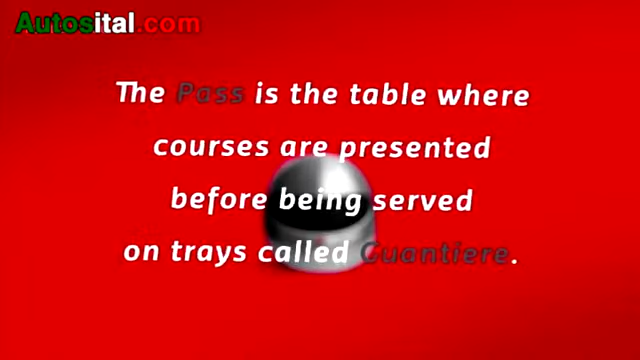 Autosital.com
The Pass is the table where
courses are presented
before being served
on trays called Guantiere.